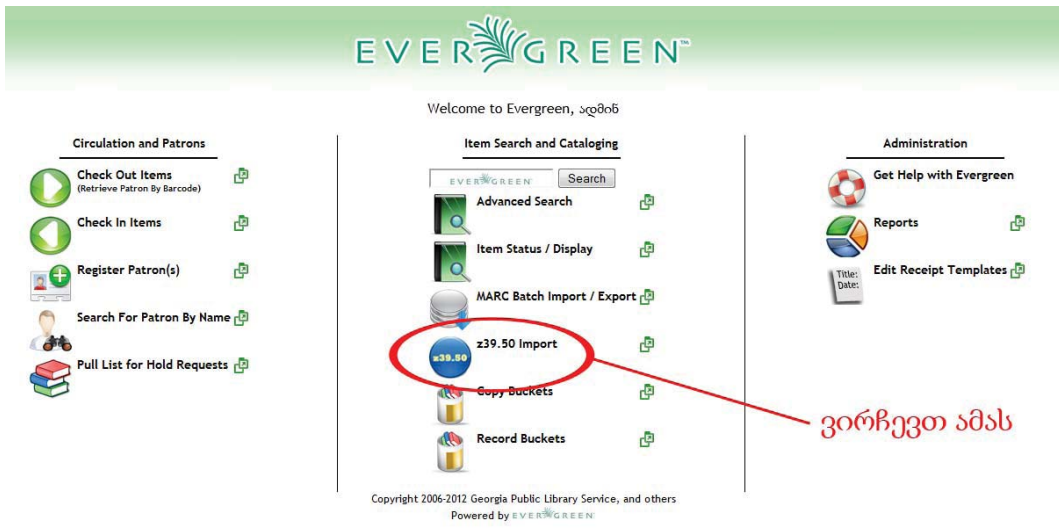 EVERGREEN™
Welcome to Evergreen, ადმინ
Circulation and Patrons
Check Out Items
(Retrieve Patron By Barcode)
Check In Items
Register Patron(s)
Search For Patron By Name
Pull List for Hold Requests
Item Search and Cataloging
EVERGREEN Search
Advanced Search
Item Status / Display
MARC Batch Import / Export
z39.50 z39.50 Import
Copy Buckets
Record Buckets
Administration
Get Help with Evergreen
Reports
Title:
Date:
Edit Receipt Templates
ვირჩევთ ამას
Copyright 2006-2012 Georgia Public Library Service, and others
Powered by EVERGREEN